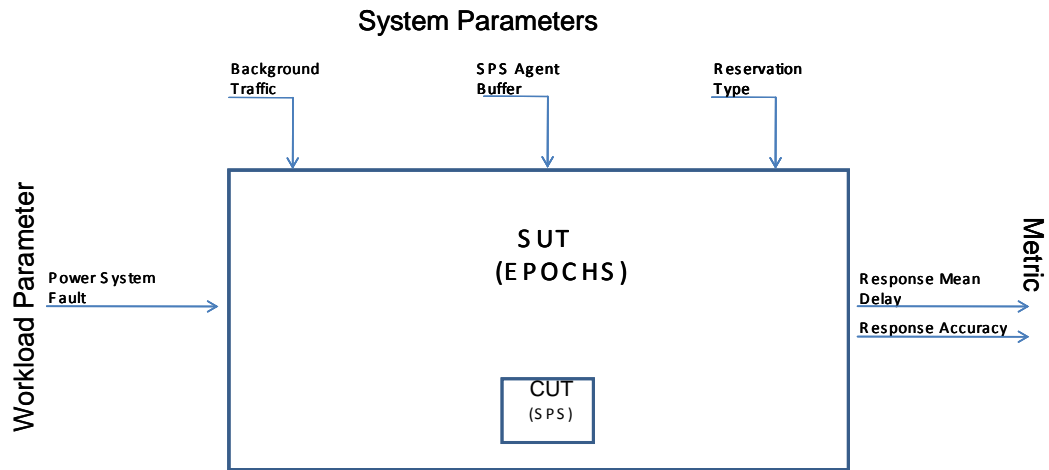 System Parameters
Background
Traffic
SPS Agent
Buffer
Reservation
Type
Workload Parameter
Power System
Fault
SUT
(EPOCHS)
CUT
(SPS)
Response Mean
Delay
Response Accuracy
Metric